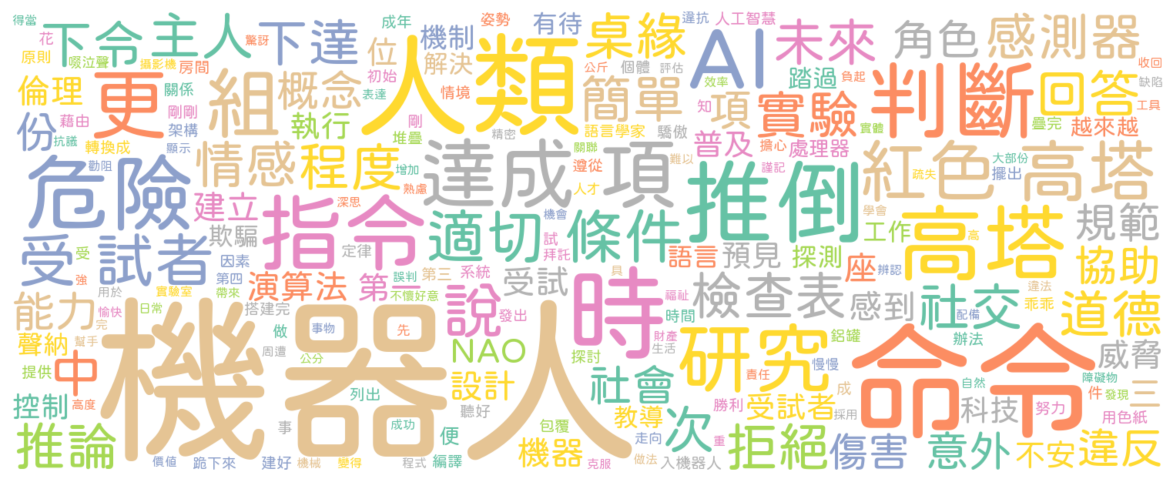 得當
成年
姿勢
有待
違抗
人工智慧
花
驚訝
下令
主人
下達
位
機制
桌緣
AI
未來
角色
感測器
原則
啜泣聲
攝影機
房間
人類
解決
公斤
個體
評估
踏過
效率
負起
收回
缺陷
倫理
更
關係
組
概念
初始
表達
情境
簡單
項
知
實驗
判斷
回答
工具
藉由
剛剛
執行
剛
堆疊
精密
語言學家
驕傲
普及
擔心
處理器
實體
疊完
越來越
份
轉換成
架構
抗議
顯示
勸阻
情感
程度
增加
熟慮
達成
項
關聯
遵從
難以
謹記
紅色
高塔
大部份
擺出
疏失
危險
建立
指令
深思
人才
推倒
學會
適切
條件
機會
試
拜託
高塔
工作
高
規範
受試者
受
欺騙
定律
因素
第四
帶來
強
用於
實驗室
演算法
第一
誤判
不懷好意
第三
系統
受試
具
語言
預見
探測
座
辨認
協助
違法
乖乖
能力
愉快
完
日常
搭建完
做
事物
先
說
發出
時
福祉
財產
生活
時間
檢查表
感到
社交
配備
道德
聲納
幫手
中
提供
高度
機器人
周遭
公分
NAO
探討
研究
鋁罐
慢慢
辦法
命令
威脅
障礙物
控制
列出
設計
聽好
社會
教導
勝利
責任
受試者
成
採用
自然
科技
件
發現
努力
三
用色紙
推論
事
成功
便
包覆
走向
次
重
拒絕
傷害
意外
不安
違反
價值
跪下來
建好
機械
變得
程式
編譯
機器
克服
做法
入機器人